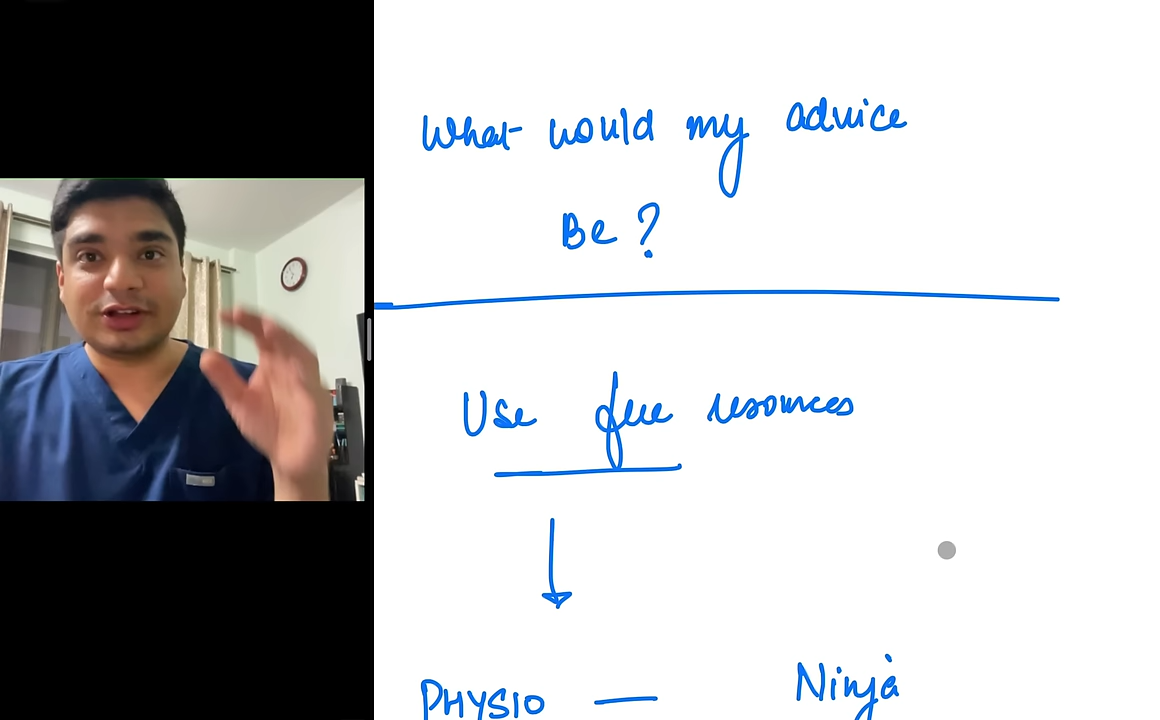 What would my advice
Be?
Use free resources
PHYSIO — Ninja